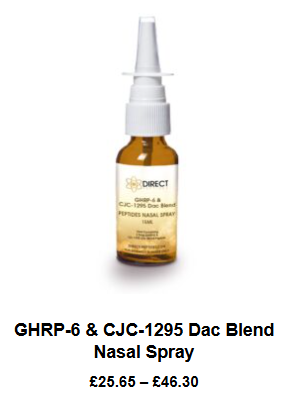 DIRECT
GHRP-6 &
CJC-1295 Dac Blend
PEPTIDES NASAL SPRAY
15ML
GHRP-6 & CJC-1295 Dac Blend
Nasal Spray
£25.65 – £46.30